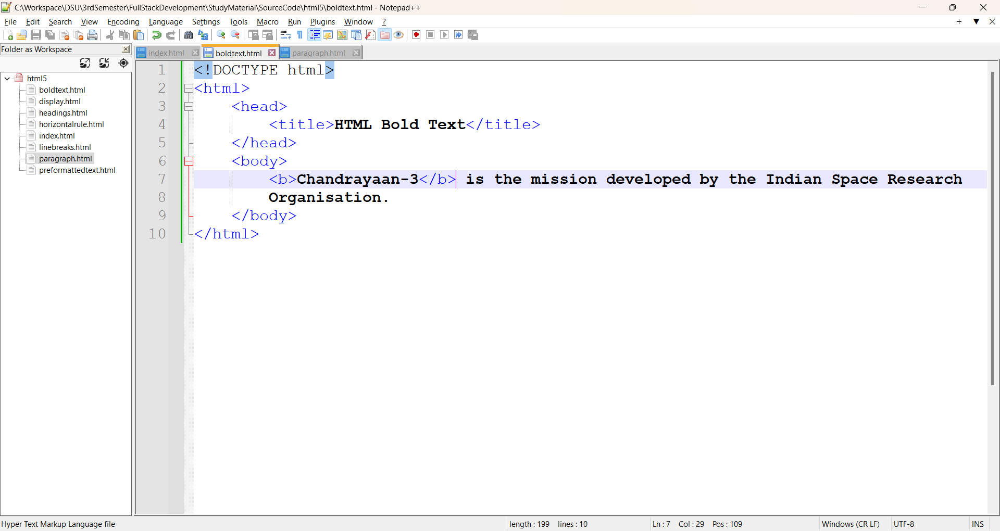 C:\Workspace\DSU\3rdSemester\FullStackDevelopment\StudyMaterial\SourceCode\html5\boldtext.html - Notepad++
File Edit Search View Encoding Language Settings Tools Macro Run Plugins Window ?
Folder as Workspace
index.html boldtext.html paragraph.html
html5
boldtext.html
display.html
headings.html
horizontalrule.html
index.html
linebreaks.html
paragraph.html
preformattedtext.html
1 <!DOCTYPE html>
2 <html>
3 <head>
4 <title>HTML Bold Text</title>
5 </head>
6 <body>
7 <b>Chandrayaan-3</b> is the mission developed by the Indian Space Research
8 Organisation.
9 </body>
10 </html>
Hyper Text Markup Language file length : 199 lines : 10 Ln : 7 Col : 29 Pos : 109 Windows (CR LF) UTF-8 INS